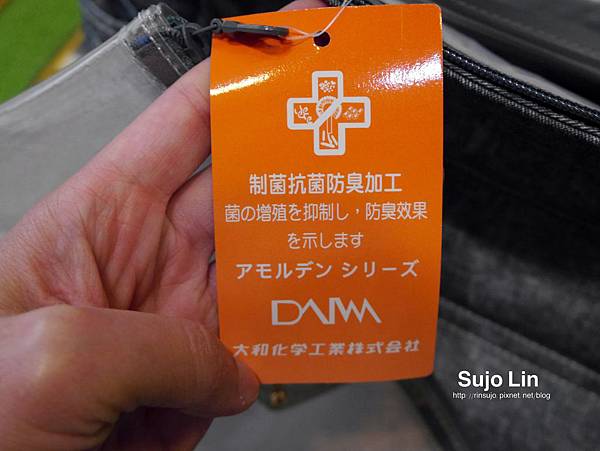 制菌抗菌防臭加工
菌の増殖を抑制し，防臭効果
を示します
アモルデン シリーズ
DAIWA
大和化学工業株式会社
Sujo Lin
http://rinsujo.pixnet.net/blog